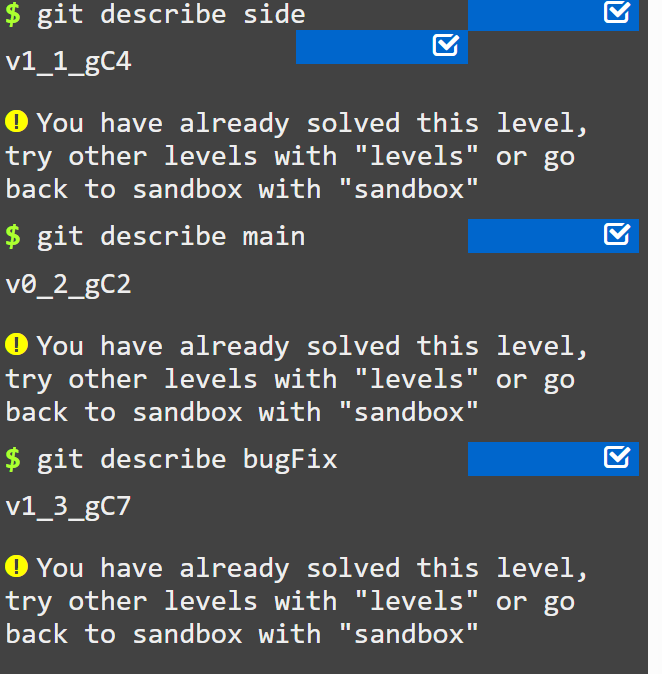 $ git describe side
v1_1_gC4
! You have already solved this level,
try other levels with "levels" or go
back to sandbox with "sandbox"
$ git describe main
v0_2_gC2
! You have already solved this level,
try other levels with "levels" or go
back to sandbox with "sandbox"
$ git describe bugFix
v1_3_gC7
! You have already solved this level,
try other levels with "levels" or go
back to sandbox with "sandbox"